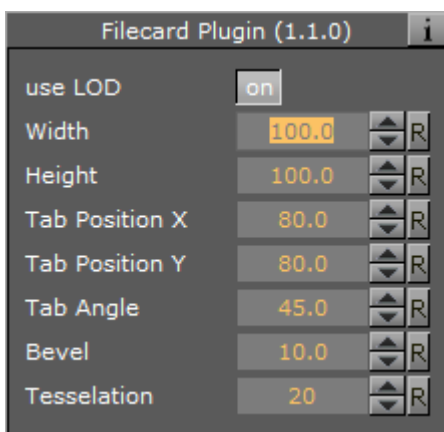 Filecard Plugin (1.1.0) i
use LOD on
Width 100.0 R
Height 100.0 R
Tab Position X 80.0 R
Tab Position Y 80.0 R
Tab Angle 45.0 R
Bevel 10.0 R
Tesselation 20 R